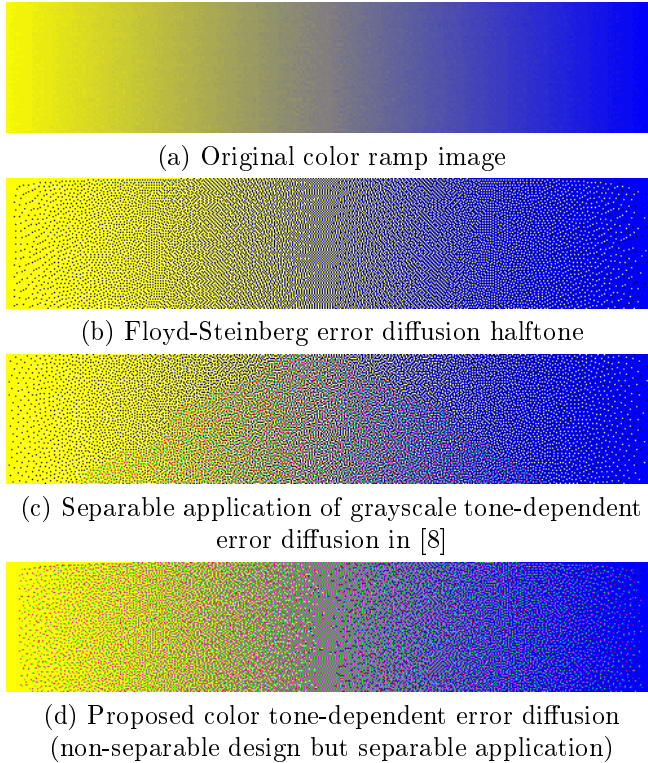 (a) Original color ramp image
(b) Floyd-Steinberg error diffusion halftone
(c) Separable application of grayscale tone-dependent
error diffusion in [8]
(d) Proposed color tone-dependent error diffusion
(non-separable design but separable application)